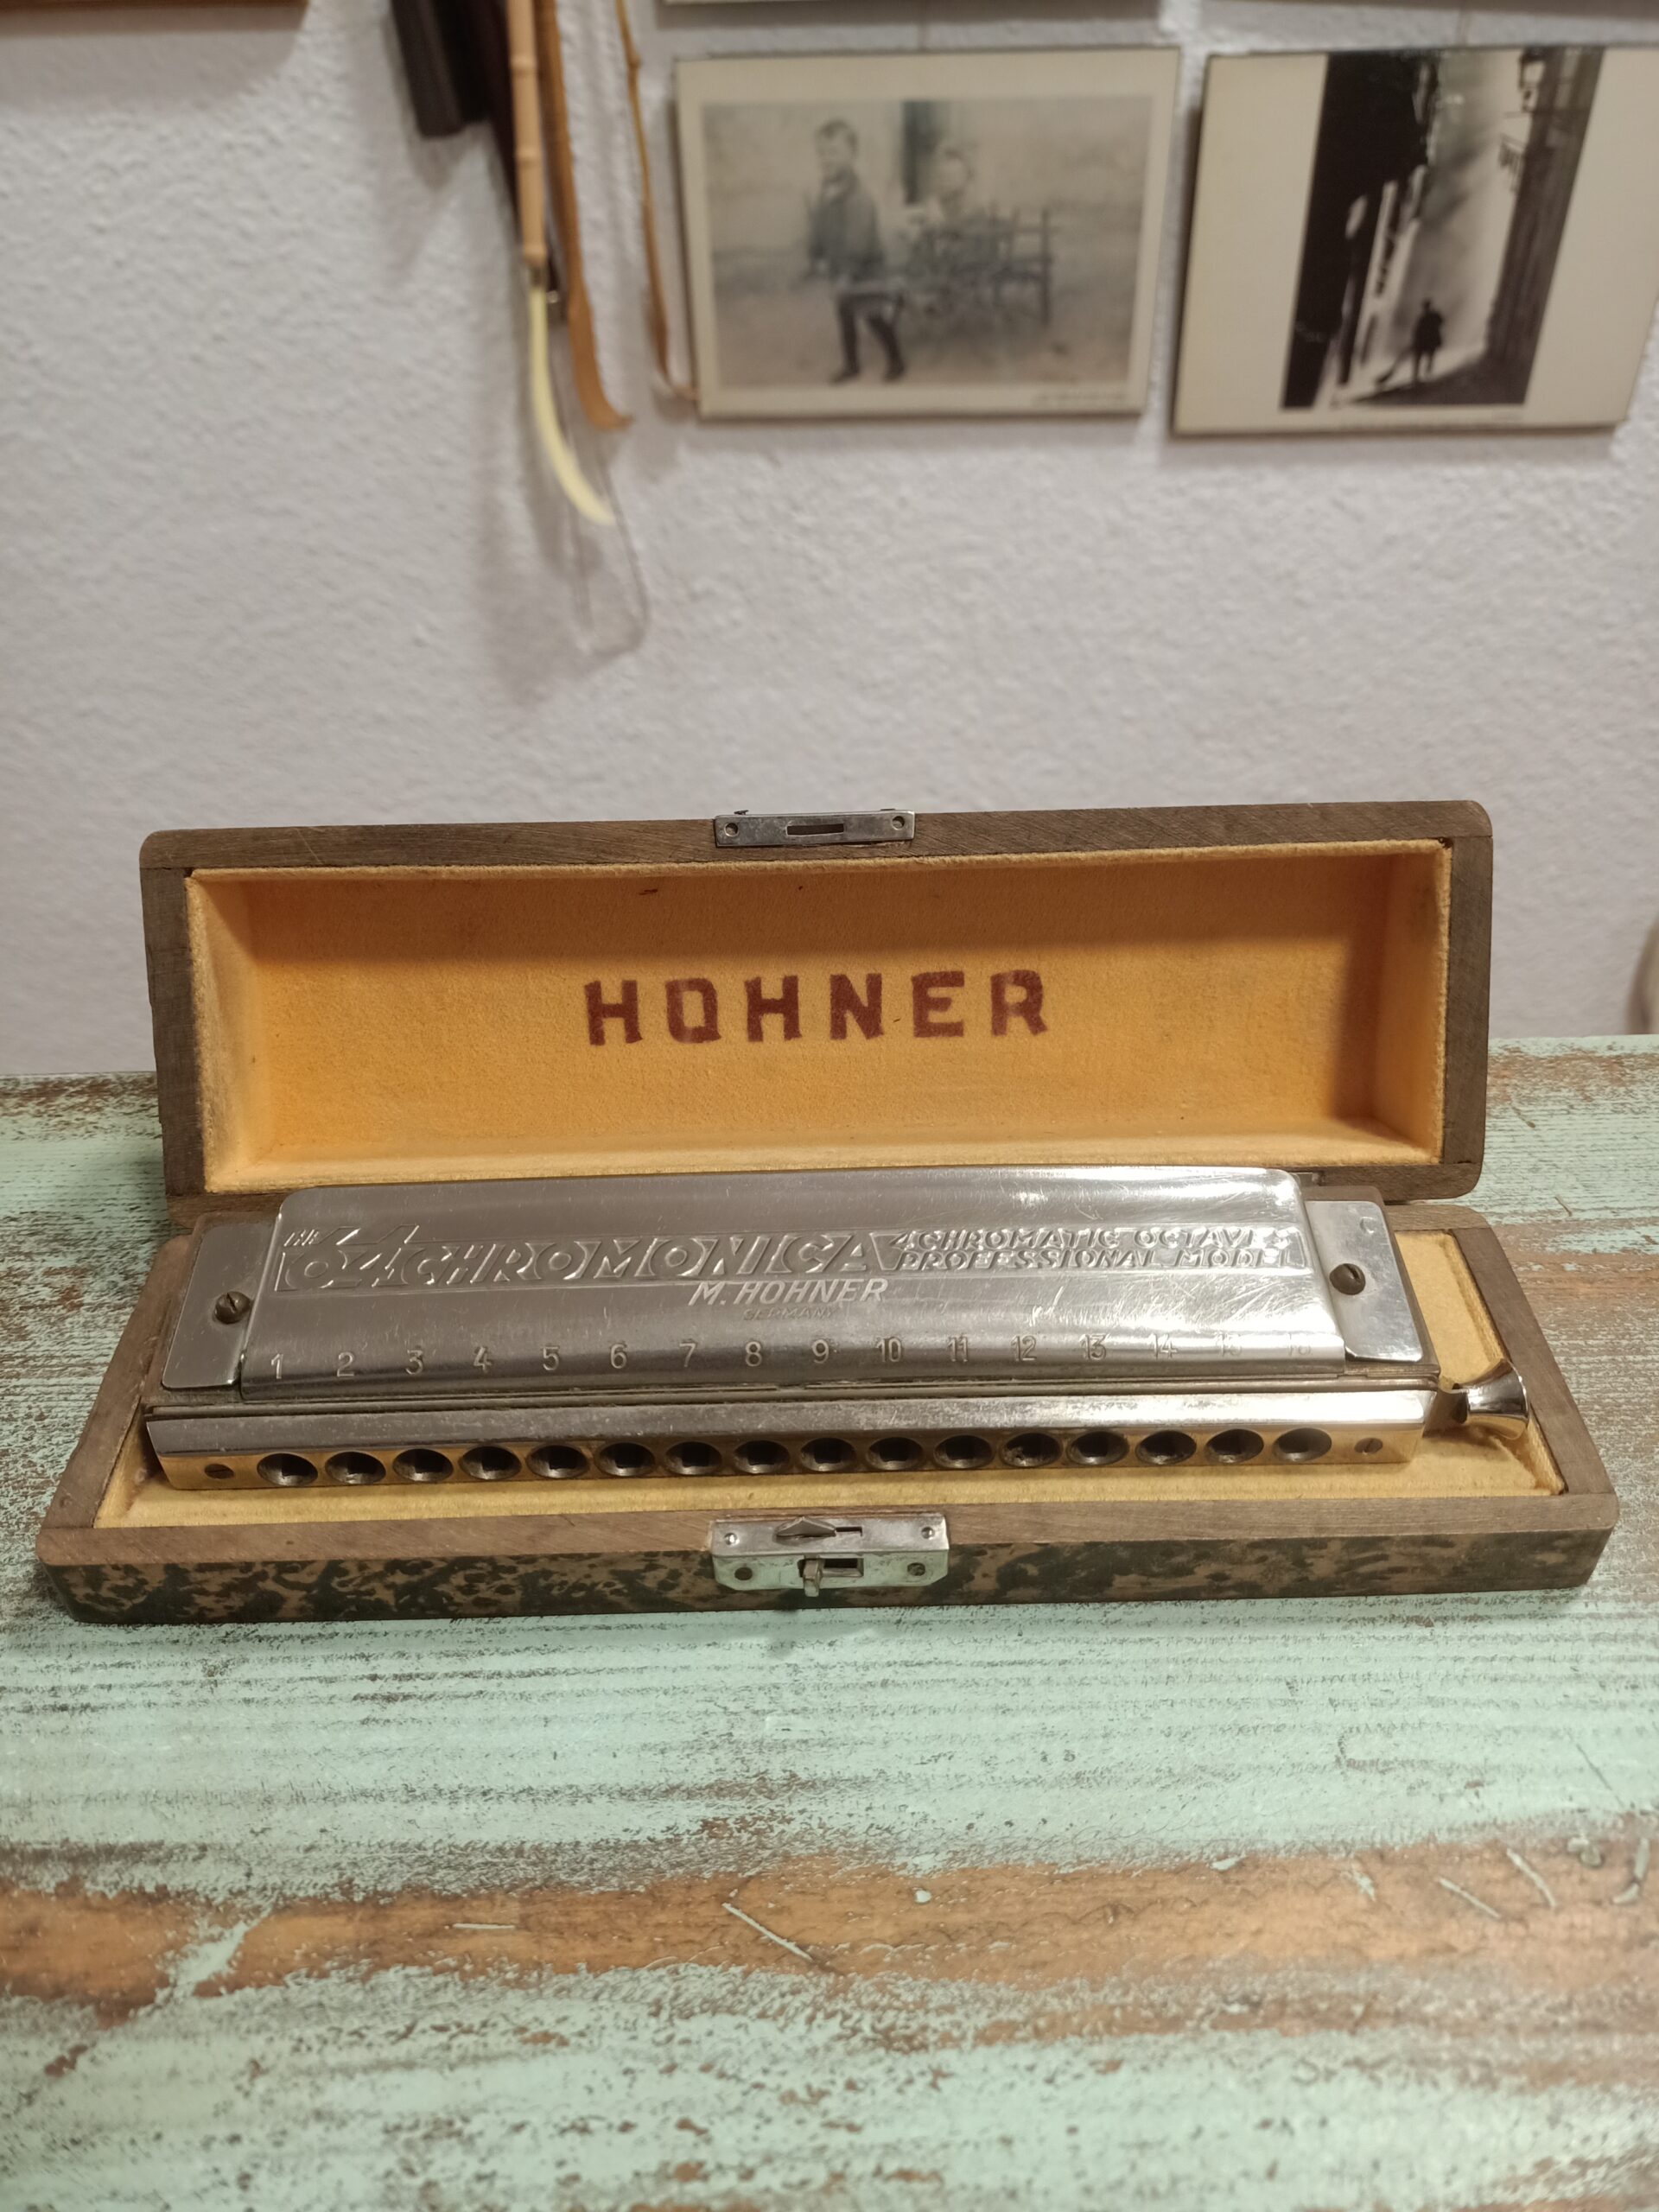 HOHNER
THE 64 CHROMONICA 4 CHROMATIC OCTAVES
PROFESSIONAL MODEL
M. HOHNER
GERMANY
1 2 3 4 5 6 7 8 9 10 11 12 13 14 15 16